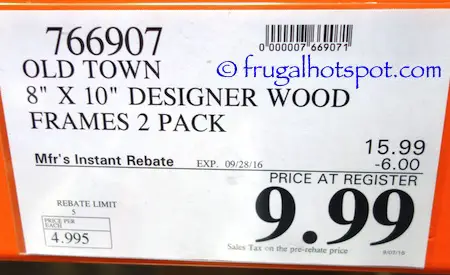 766907
0000007 669071
© frugalhotspot.com
OLD TOWN
8" X 10" DESIGNER WOOD
FRAMES 2 PACK
15.99
Mfr's Instant Rebate EXP. 09/28/16 -6.00
PRICE AT REGISTER
REBATE LIMIT
5
9.99
PRICE PER
EACH
4.995
Sales Tax on the pre-rebate price